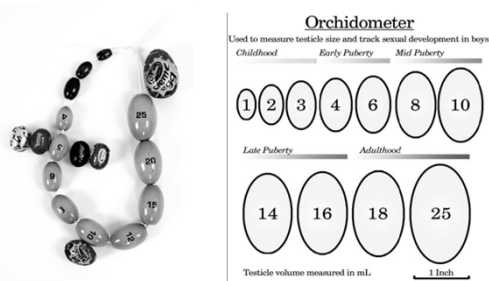 Orchidometer
Used to measure testicle size and track sexual development in boys
Childhood
Early Puberty
Mid Puberty
1 2 3 4 6 8 10
Late Puberty
Adulthood
14 16 18 25
Testicle volume measured in mL
1 Inch
4
5
6
10
12
15
20
25